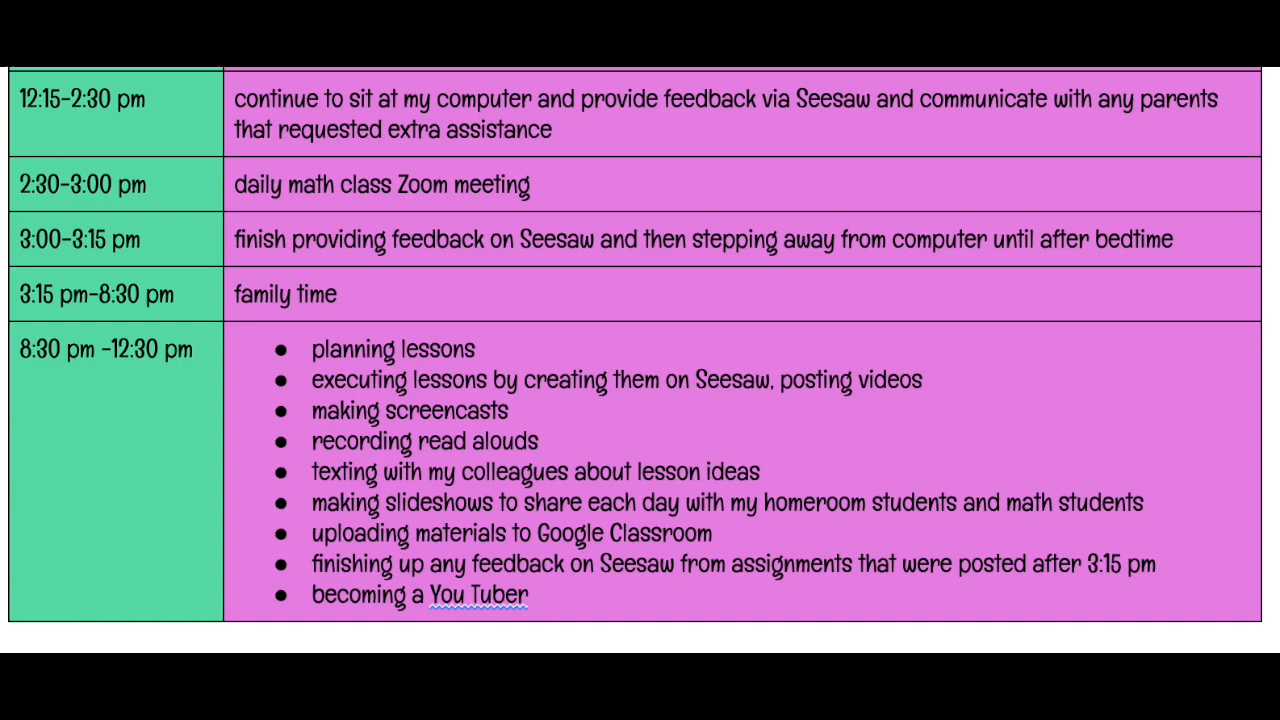 12:15-2:30 pm
continue to sit at my computer and provide feedback via Seesaw and communicate with any parents
that requested extra assistance
2:30-3:00 pm
daily math class Zoom meeting
3:00-3:15 pm
finish providing feedback on Seesaw and then stepping away from computer until after bedtime
3:15 pm-8:30 pm
family time
8:30 pm -12:30 pm
● planning lessons
● executing lessons by creating them on Seesaw, posting videos
● making screencasts
● recording read alouds
● texting with my colleagues about lesson ideas
● making slideshows to share each day with my homeroom students and math students
● uploading materials to Google Classroom
● finishing up any feedback on Seesaw from assignments that were posted after 3:15 pm
● becoming a You Tuber